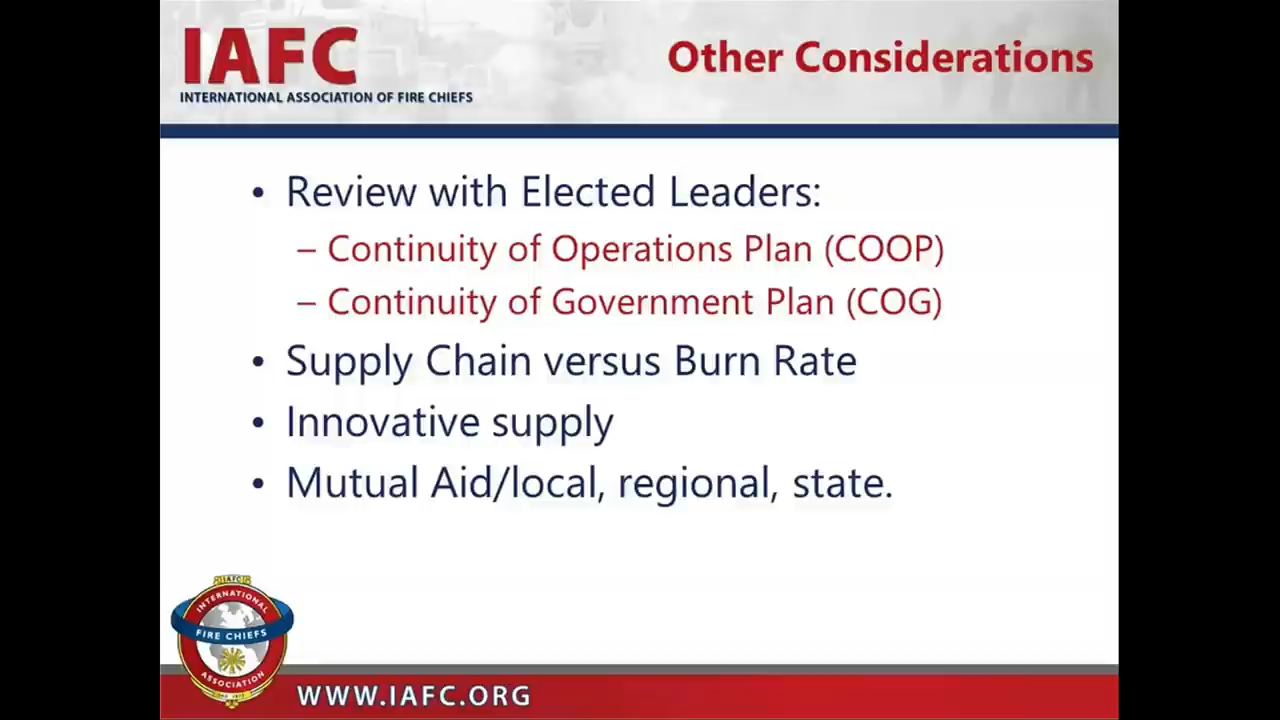 IAFC
INTERNATIONAL ASSOCIATION OF FIRE CHIEFS
Other Considerations
• Review with Elected Leaders:
– Continuity of Operations Plan (COOP)
– Continuity of Government Plan (COG)
• Supply Chain versus Burn Rate
• Innovative supply
• Mutual Aid/local, regional, state.
IAFC
INTERNATIONAL
FIRE CHIEFS
ASSOCIATION
WWW.IAFC.ORG